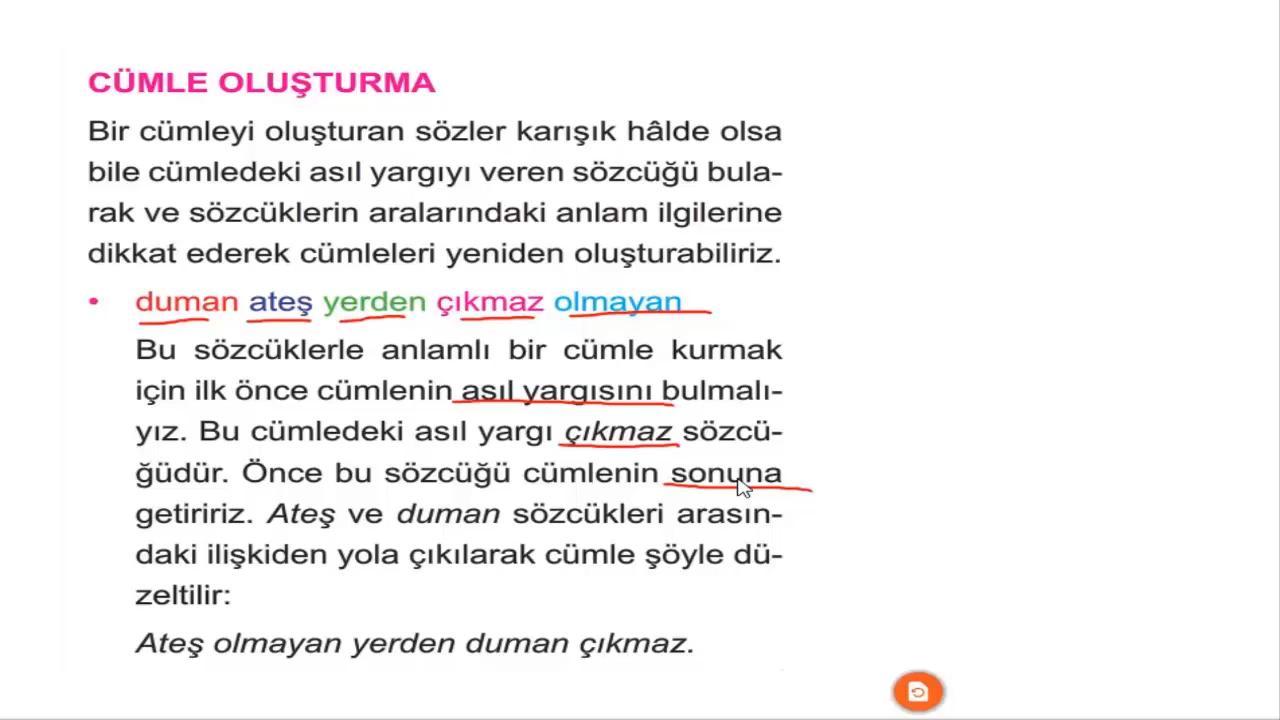 CÜMLE OLUŞTURMA
Bir cümleyi oluşturan sözler karışık hâlde olsa
bile cümledeki asıl yargıyı veren sözcüğü bula-
rak ve sözcüklerin aralarındaki anlam ilgilerine
dikkat ederek cümleleri yeniden oluşturabiliriz.
• duman ateş yerden çıkmaz olmayan
Bu sözcüklerle anlamlı bir cümle kurmak
için ilk önce cümlenin asıl yargısını bulmalı-
yız. Bu cümledeki asıl yargı çıkmaz sözcü-
ğüdür. Önce bu sözcüğü cümlenin sonuna
getiririz. Ateş ve duman sözcükleri arasın-
daki ilişkiden yola çıkılarak cümle şöyle dü-
zeltilir:
Ateş olmayan yerden duman çıkmaz.